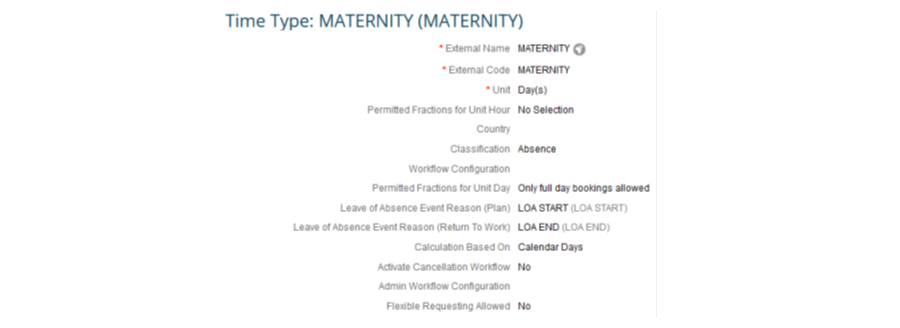 Time Type: MATERNITY (MATERNITY)
* External Name MATERNITY
* External Code MATERNITY
* Unit Day(s)
Permitted Fractions for Unit Hour No Selection
Country
Classification Absence
Workflow Configuration
Permitted Fractions for Unit Day Only full day bookings allowed
Leave of Absence Event Reason (Plan) LOA START (LOA START)
Leave of Absence Event Reason (Return To Work) LOA END (LOA END)
Calculation Based On Calendar Days
Activate Cancellation Workflow No
Admin Workflow Configuration
Flexible Requesting Allowed No